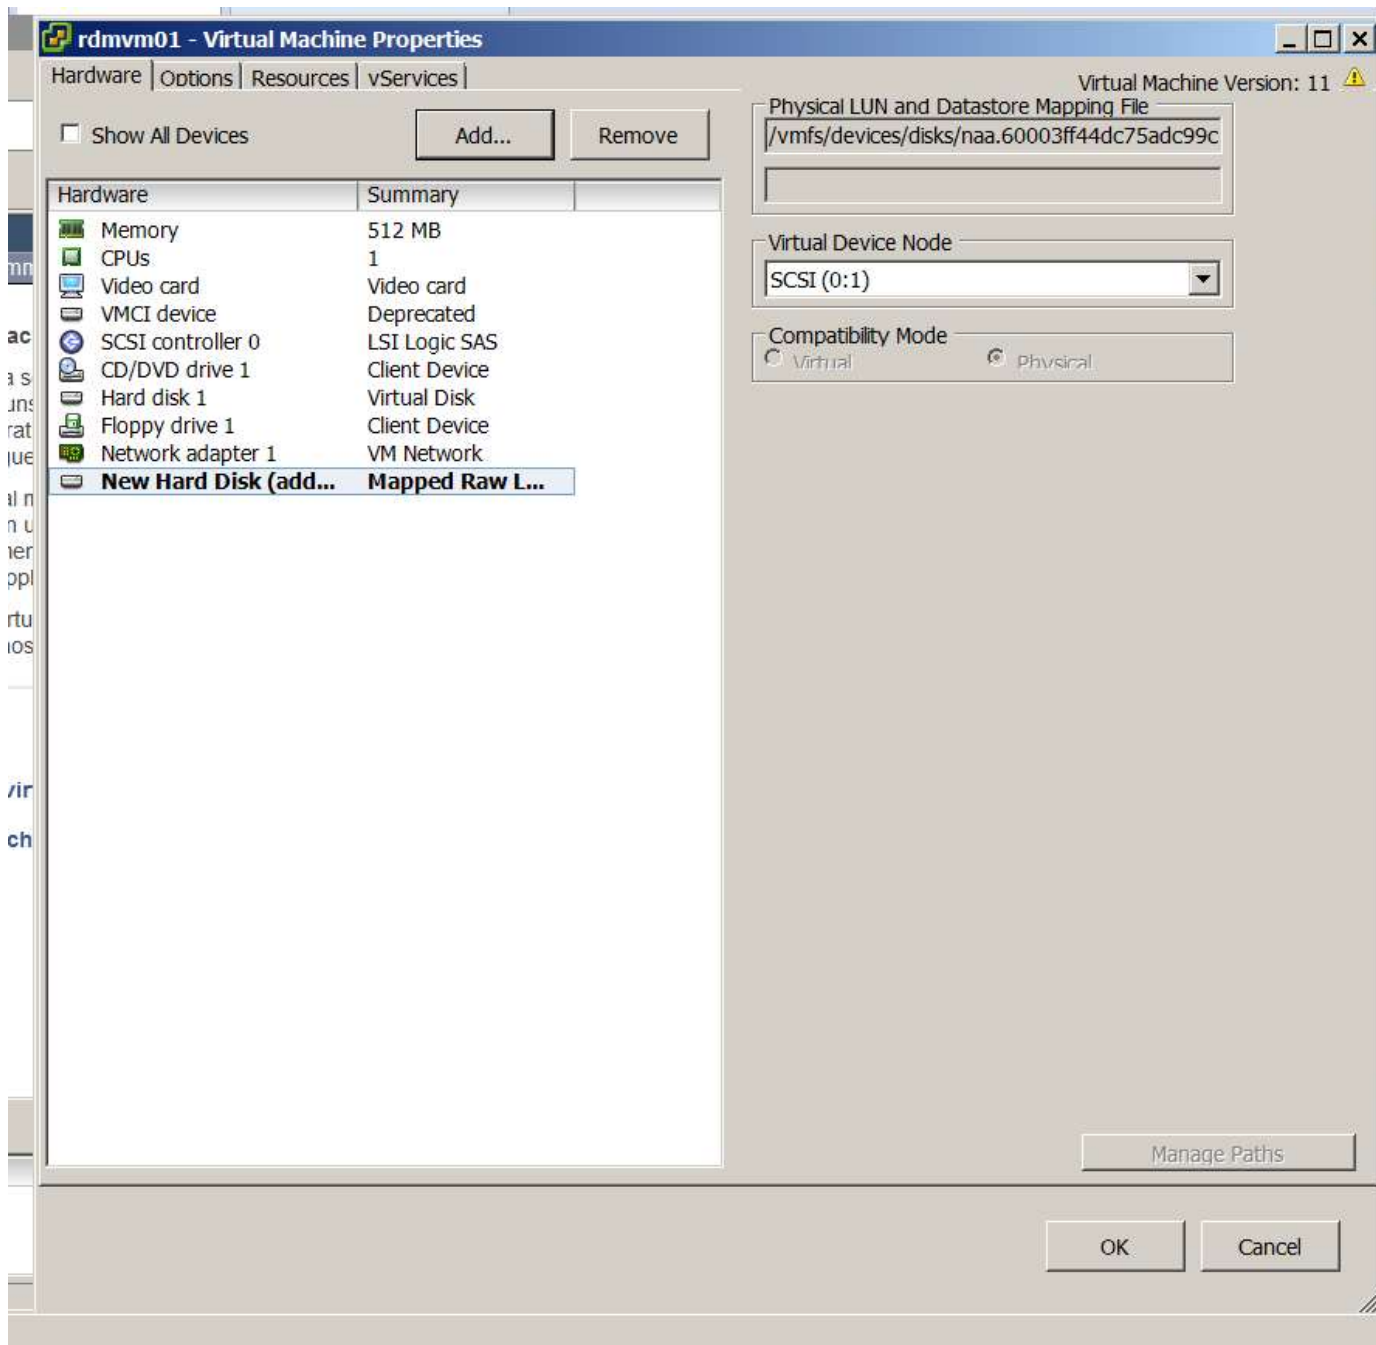 rdmvm01 - Virtual Machine Properties
Hardware Options Resources vServices
Virtual Machine Version: 11
Show All Devices
Add...
Remove
Hardware Summary
Memory 512 MB
CPUs 1
Video card Video card
VMCI device Deprecated
SCSI controller 0 LSI Logic SAS
CD/DVD drive 1 Client Device
Hard disk 1 Virtual Disk
Floppy drive 1 Client Device
Network adapter 1 VM Network
New Hard Disk (add... Mapped Raw L...
Physical LUN and Datastore Mapping File
/vmfs/devices/disks/naa.60003ff44dc75adc99c
Virtual Device Node
SCSI (0:1)
Compatibility Mode
Virtual Physical
Manage Paths
OK Cancel